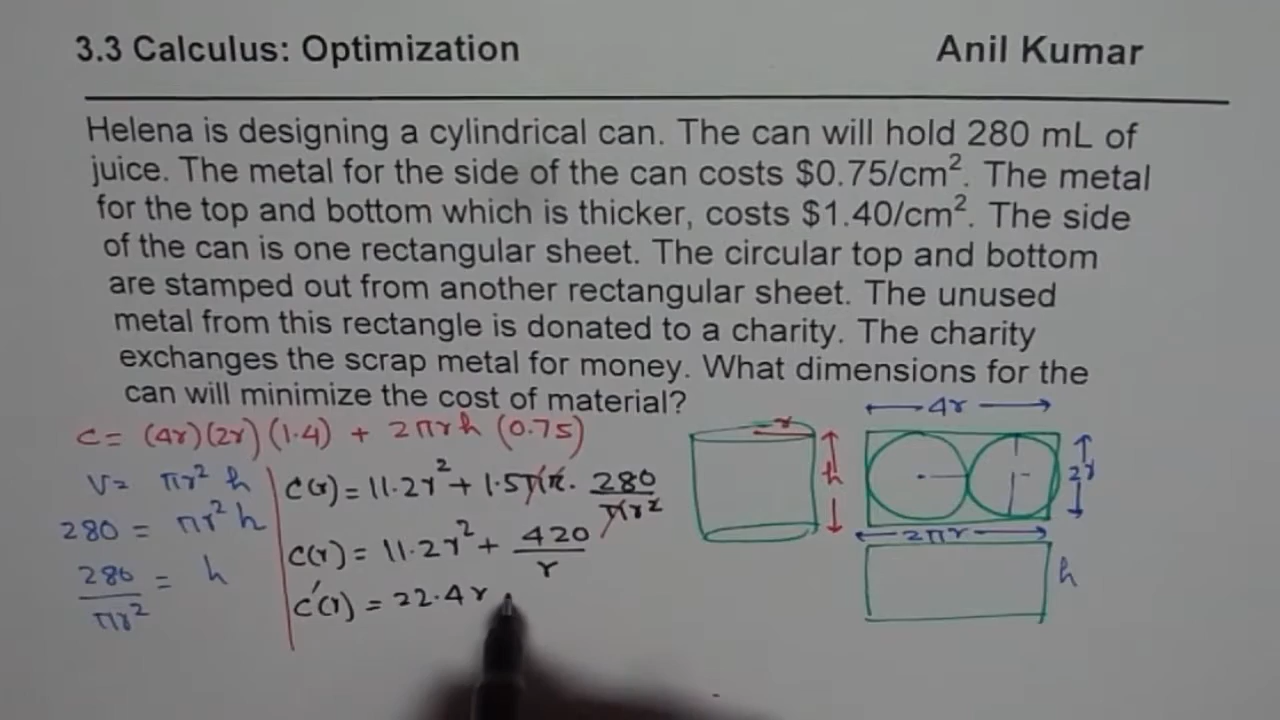 3.3 Calculus: Optimization Anil Kumar
Helena is designing a cylindrical can. The can will hold 280 mL of
juice. The metal for the side of the can costs $0.75/cm². The metal
for the top and bottom which is thicker, costs $1.40/cm². The side
of the can is one rectangular sheet. The circular top and bottom
are stamped out from another rectangular sheet. The unused
metal from this rectangle is donated to a charity. The charity
exchanges the scrap metal for money. What dimensions for the
can will minimize the cost of material?
C = (4r)(2r)(1.4) + 2πrh (0.75)
V = πr² h
280 = πr² h
280/πr² = h
C(r) = 11.2r² + 1.5πr. 280/πr²
C(r) = 11.2r² + 420/r
C'(r) = 22.4r
r
h
4r
2r
2πr
h